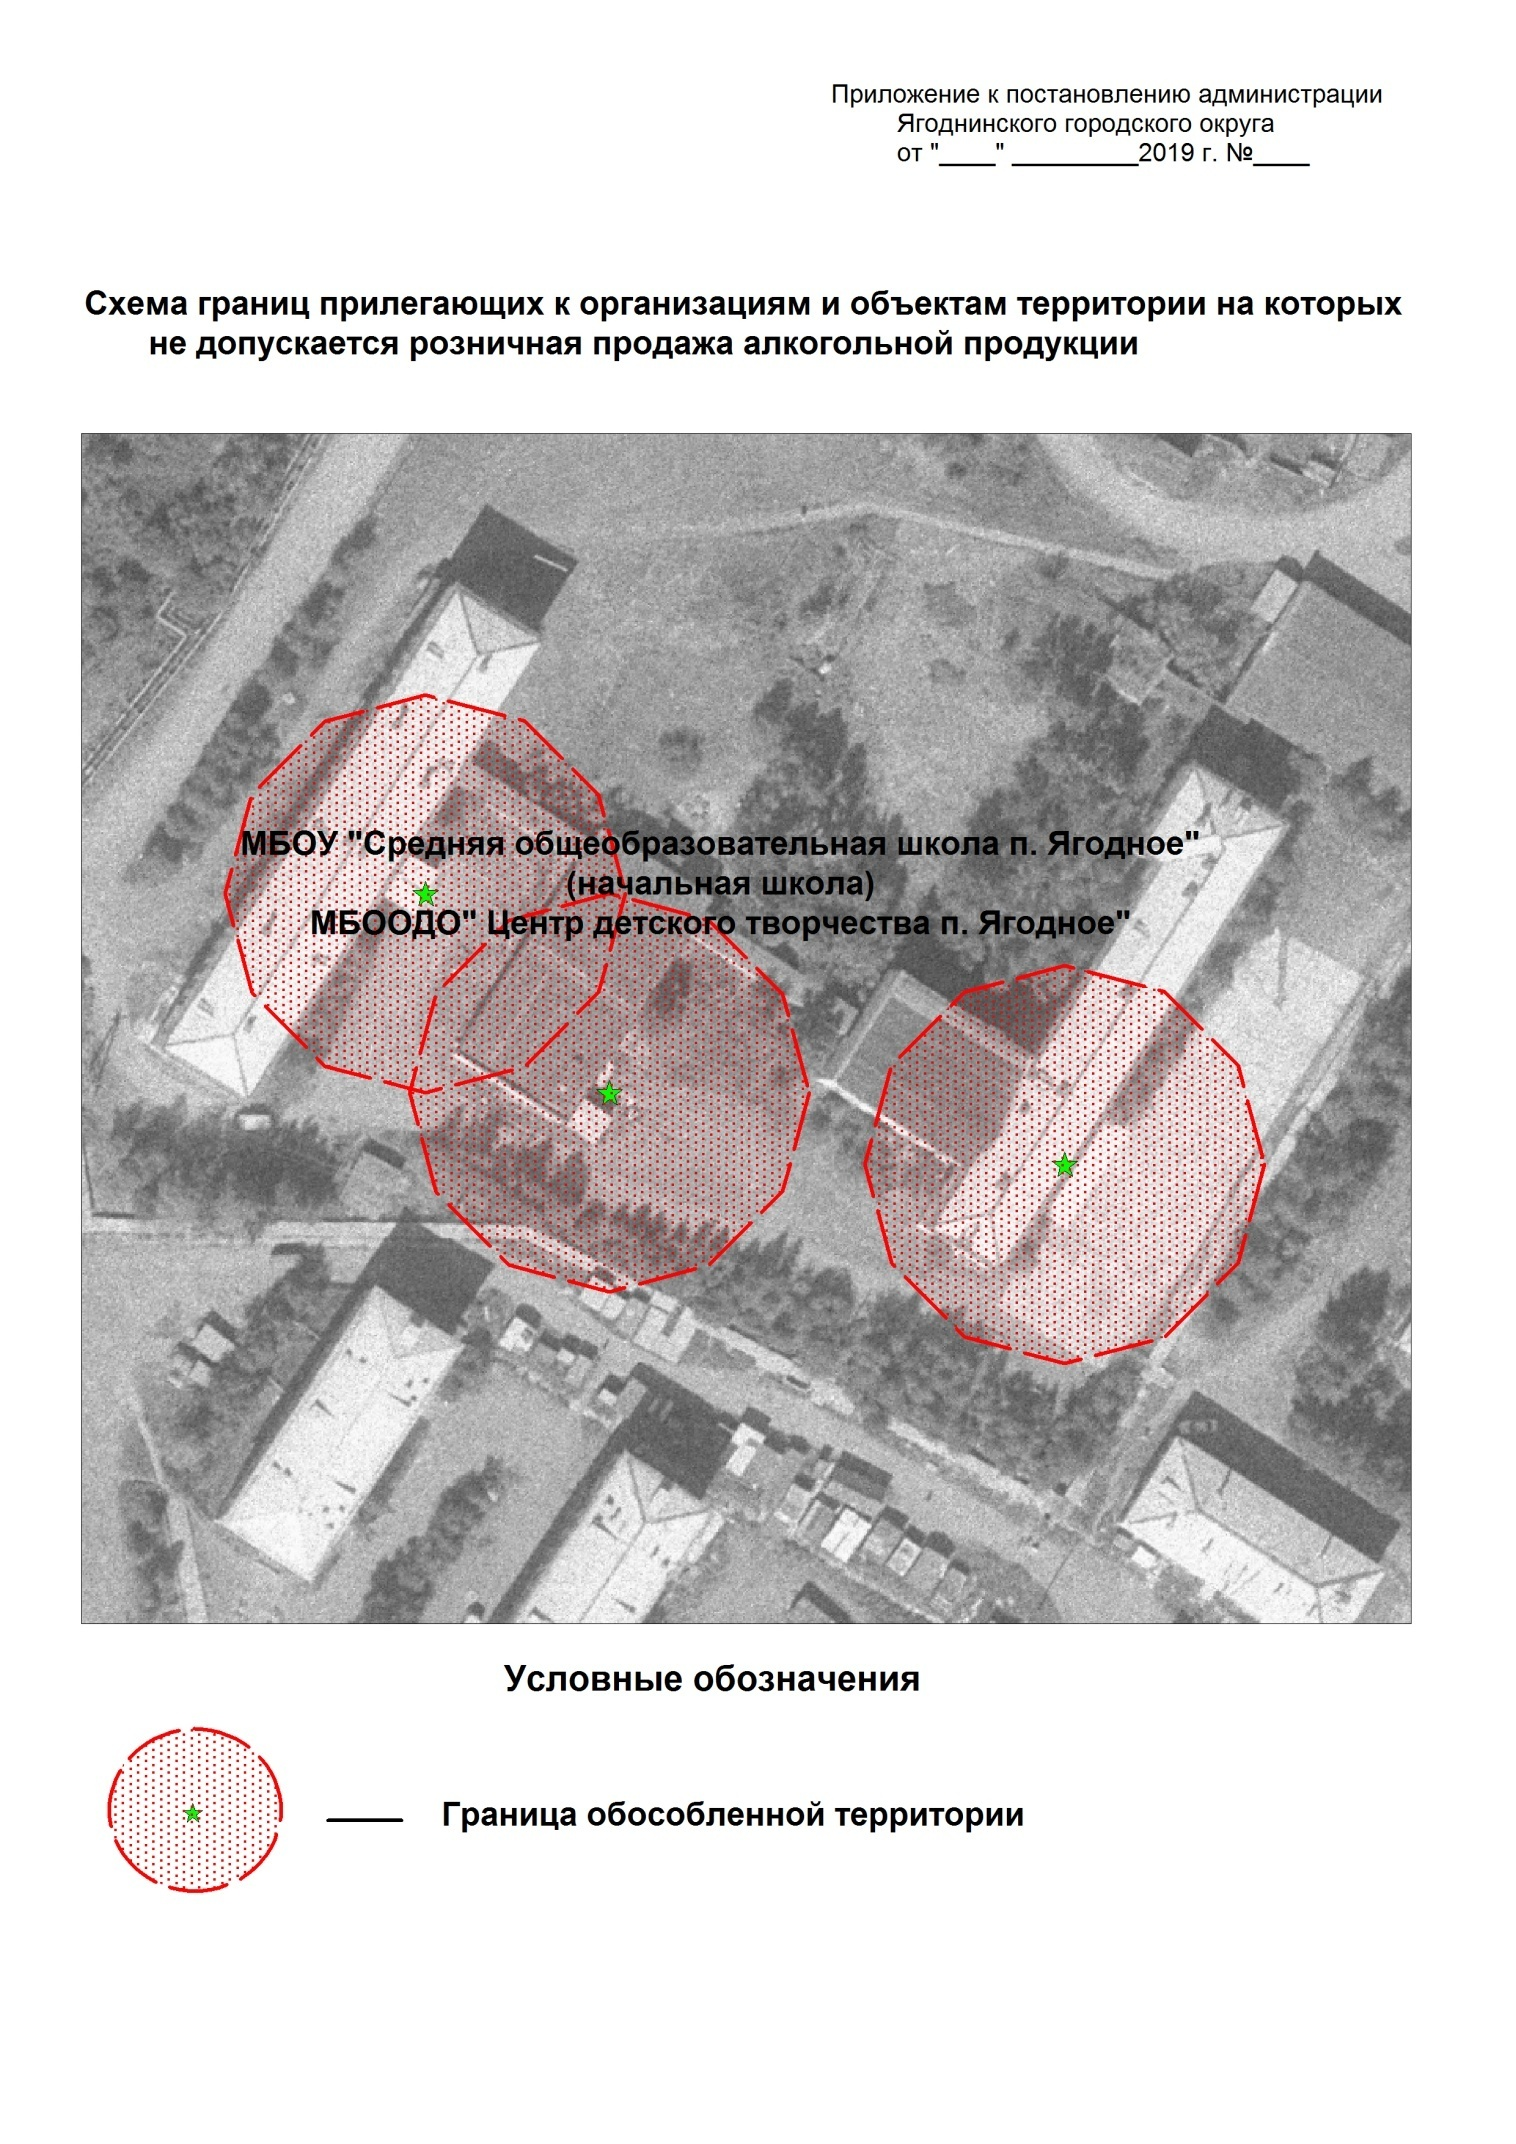 Приложение к постановлению администрации
Ягоднинского городского округа
от "____" _________2019 г. №____
Схема границ прилегающих к организациям и объектам территории на которых
не допускается розничная продажа алкогольной продукции
МБОУ "Средняя общеобразовательная школа п. Ягодное"
(начальная школа)
МБООДО" Центр детского творчества п. Ягодное"
Условные обозначения
Граница обособленной территории